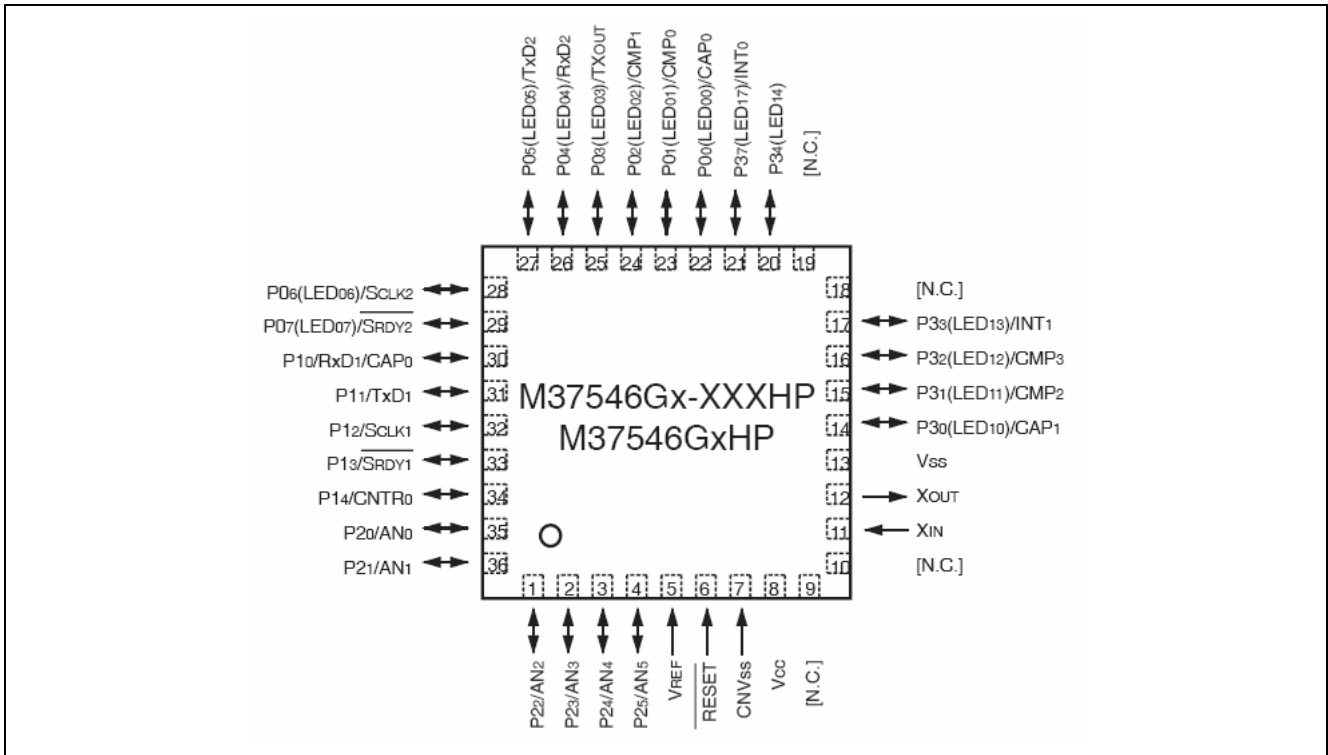 P05(LED05)/TxD2
P04(LED04)/RxD2
P03(LED03)/TXOUT
P02(LED02)/CMP1
P01(LED01)/CMP0
P00(LED00)/CAP0
P37(LED17)/INT0
P34(LED14)
[N.C.]
27
26
25
24
23
22
21
20
19
P06(LED06)/SCLK2
28
P07(LED07)/SRDY2
29
P10/RxD1/CAP0
30
P11/TxD1
31
P12/SCLK1
32
P13/SRDY1
33
P14/CNTR0
34
P20/AN0
35
P21/AN1
36
M37546Gx-XXXHP
M37546GxHP
18
[N.C.]
17
P33(LED13)/INT1
16
P32(LED12)/CMP3
15
P31(LED11)/CMP2
14
P30(LED10)/CAP1
13
Vss
12
XOUT
11
XIN
10
[N.C.]
1
2
3
4
5
6
7
8
9
P22/AN2
P23/AN3
P24/AN4
P25/AN5
VREF
RESET
CNVss
Vcc
[N.C.]